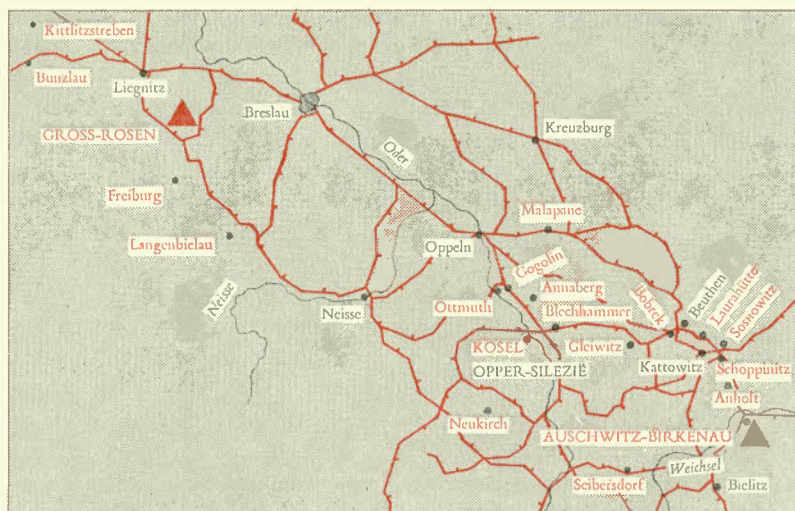 Kittlitzstreben
Bunzlau
Liegnitz
Breslau
GROSS-ROSEN
Oder
Kreuzburg
Freiburg
Langenbielau
Malapane
Oppeln
Gogolin
Neisse
Neisse
Ottmuth
Annaberg
Blechhammer
Bobrek
Beuthen
Laurahütte
Sosnowitz
KOSEL
Gleiwitz
OPPER-SILEZIË
Kattowitz
Schoppinitz
Anhalt
Neukirch
AUSCHWITZ-BIRKENAU
Weichsel
Seibersdorf
Bielitz